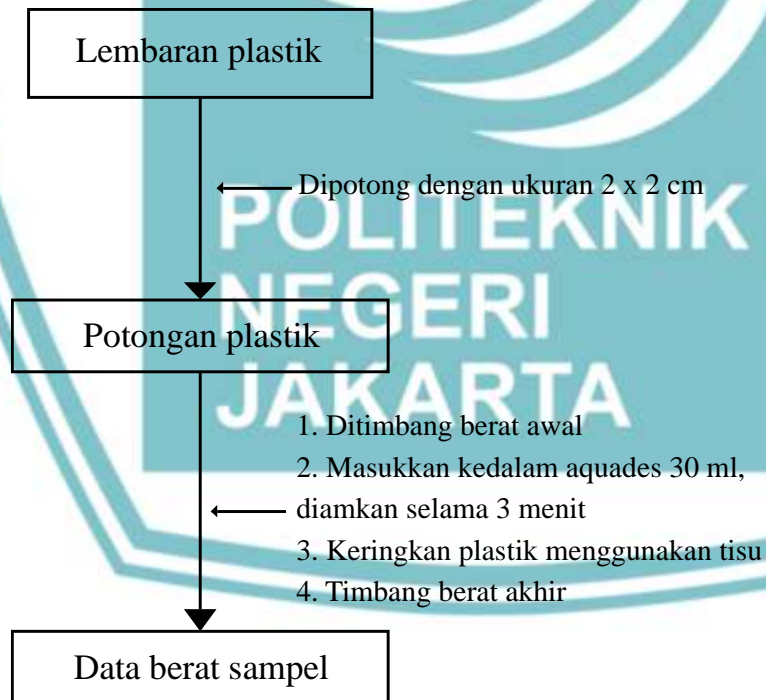 Lembaran plastik
Dipotong dengan ukuran 2 x 2 cm
POLITEKNIK
NEGERI
Potongan plastik
JAKARTA
1. Ditimbang berat awal
2. Masukkan kedalam aquades 30 ml,
diamkan selama 3 menit
3. Keringkan plastik menggunakan tisu
4. Timbang berat akhir
Data berat sampel